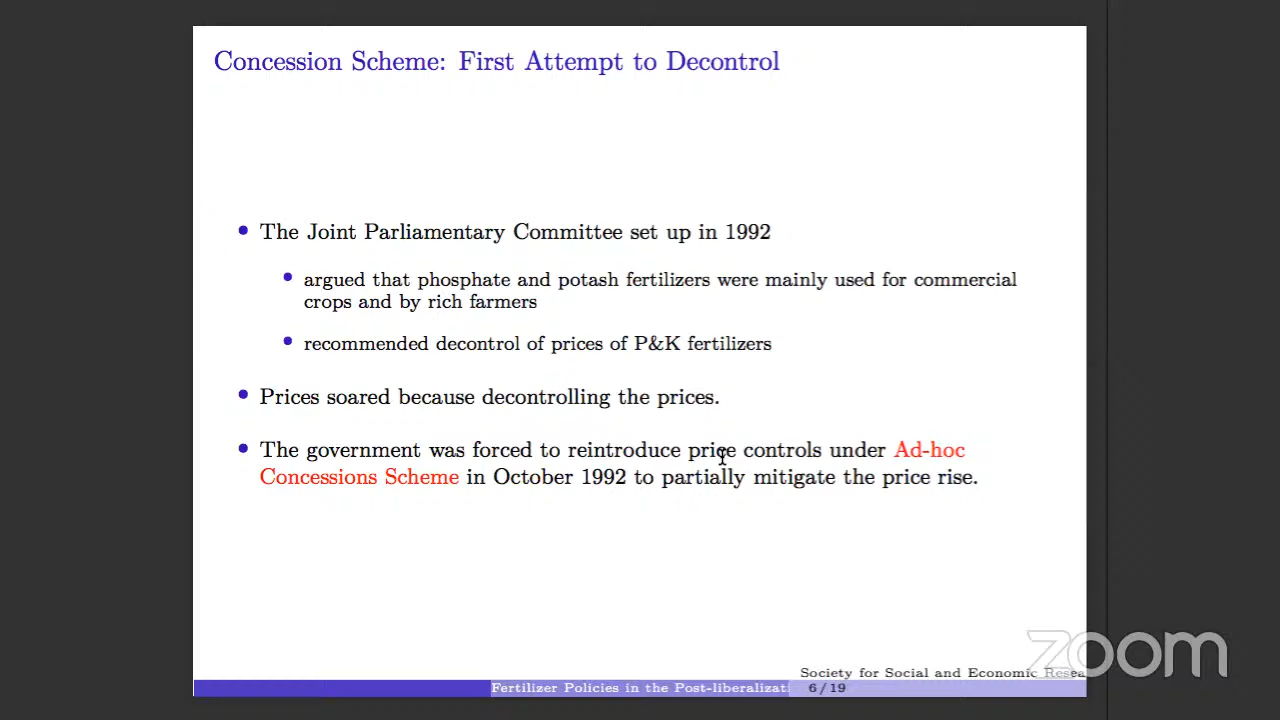 Concession Scheme: First Attempt to Decontrol
• The Joint Parliamentary Committee set up in 1992
• argued that phosphate and potash fertilizers were mainly used for commercial
crops and by rich farmers
• recommended decontrol of prices of P&K fertilizers
• Prices soared because decontrolling the prices.
• The government was forced to reintroduce price controls under Ad-hoc
Concessions Scheme in October 1992 to partially mitigate the price rise.
zoom
Society for Social and Economic Resea
Fertilizer Policies in the Post-liberalizati 6 / 19